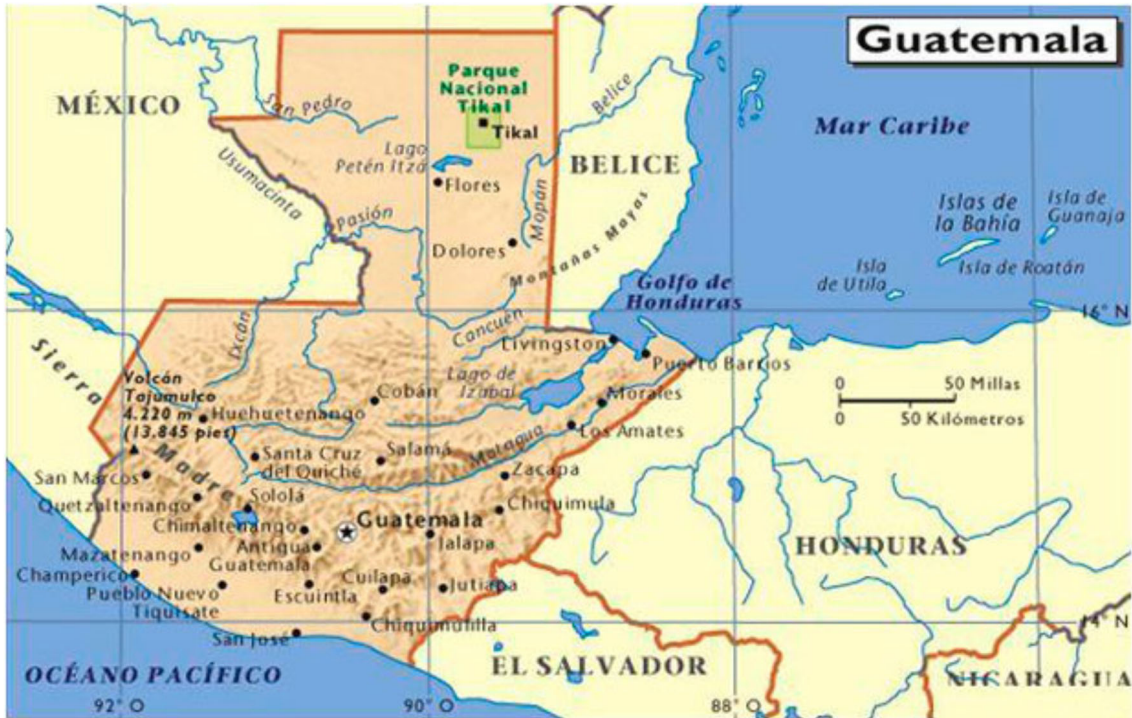 Guatemala
MÉXICO
San Pedro
Parque
Nacional
Tikal
Tikal
Belice
Mar Caribe
Lago
Petén Itzá
Flores
BELICE
Usumacinta
Pasión
Mopán
Dolores
Montañas Mayas
Islas de
la Bahía
Isla de
Guanaja
Isla
de Utila
Isla de Roatán
Golfo de
Honduras
16° N
Ixcán
Cancuén
Livingston
Puerto Barrios
Sierra Madre
Volcán
Tajumulco
4.220 m
(13.845 pies)
Lago de
Izabal
Cobán
Morales
Huehuetenango
Los Amates
0 50 Millas
0 50 Kilómetros
Santa Cruz
del Quiché
Salamá
Motagua
San Marcos
Zacapa
Quetzaltenango
Sololá
Chiquimula
Chimaltenango
Guatemala
Antigua
Guatemala
Jalapa
Mazatenango
HONDURAS
Champerico
Pueblo Nuevo
Tiquisate
Escuintla
Cuilapa
Jutiapa
Chiquimulilla
San José
14° N
OCÉANO PACÍFICO
EL SALVADOR
NICARAGUA
92° O
90° O
88° O